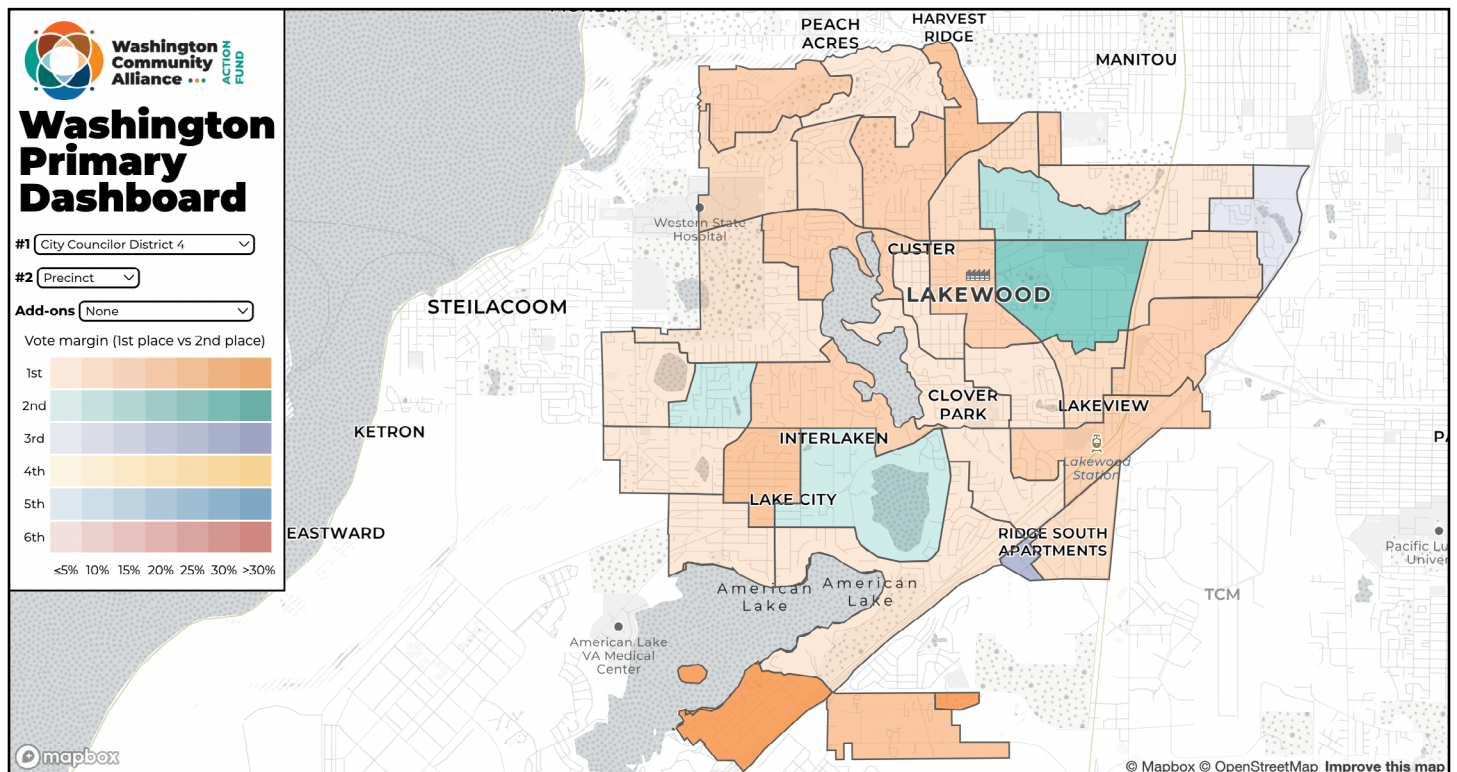 Washington
Community
Alliance
ACTION
FUND
Washington
Primary
Dashboard
#1 City Councilor District 4
#2 Precinct
Add-ons None
Vote margin (1st place vs 2nd place)
1st
2nd
3rd
4th
5th
6th
≤5% 10% 15% 20% 25% 30% >30%
PEACH
ACRES
HARVEST
RIDGE
MANITOU
Western State
Hospital
CUSTER
LAKEWOOD
STEILACOOM
CLOVER
PARK
LAKEVIEW
KETRON
INTERLAKEN
Lakewood
Station
LAKE CITY
EASTWARD
RIDGE SOUTH
APARTMENTS
Pacific Lu
Univer
American
Lake
American
Lake
TCM
American Lake
VA Medical
Center
mapbox
© Mapbox © OpenStreetMap Improve this map